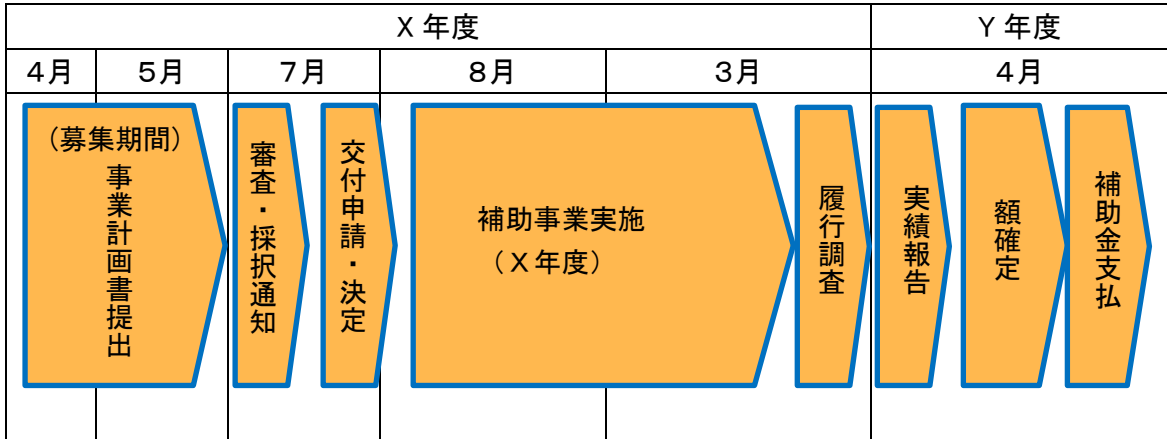 X 年度
Y 年度
4月
5月
7月
8月
3月
4月
（募集期間）
事業計画書提出
審査・採択通知
交付申請・決定
補助事業実施
（X年度）
履行調査
実績報告
額確定
補助金支払